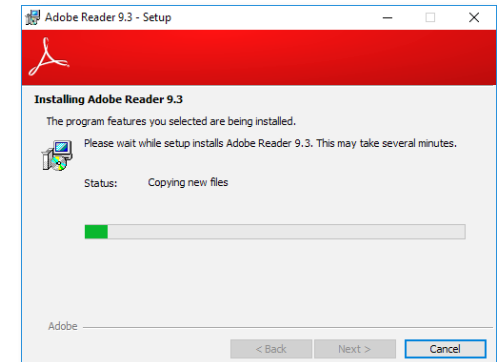 Adobe Reader 9.3 - Setup
Installing Adobe Reader 9.3
The program features you selected are being installed.
Please wait while setup installs Adobe Reader 9.3. This may take several minutes.
Status: Copying new files
Adobe
< Back Next > Cancel